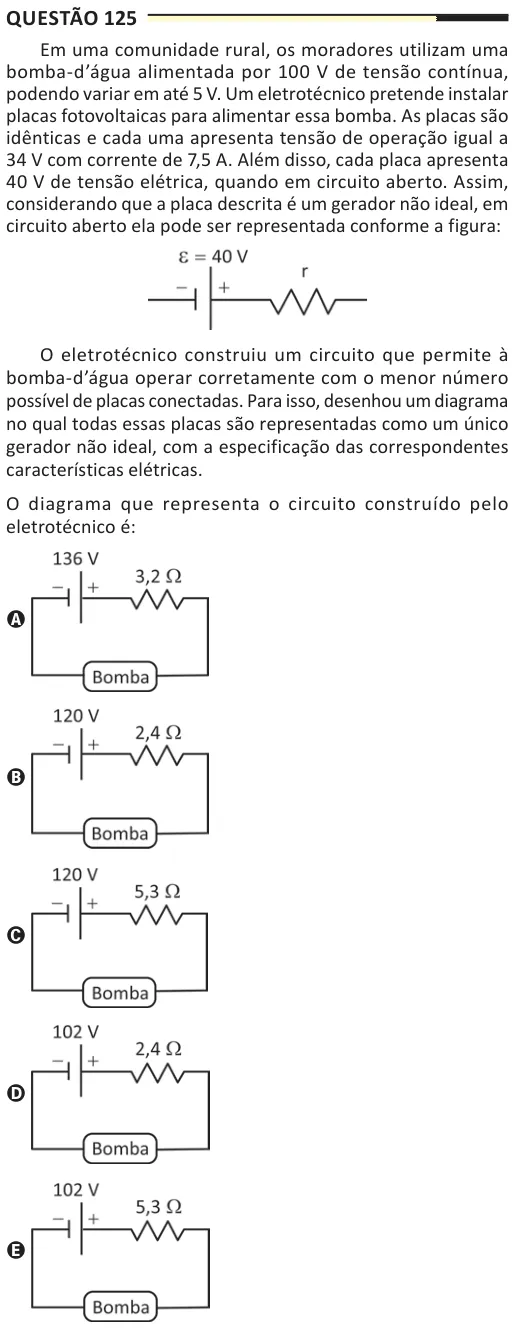 QUESTÃO 125
Em uma comunidade rural, os moradores utilizam uma
bomba-d’água alimentada por 100 V de tensão contínua,
podendo variar em até 5 V. Um eletrotécnico pretende instalar
placas fotovoltaicas para alimentar essa bomba. As placas são
idênticas e cada uma apresenta tensão de operação igual a
34 V com corrente de 7,5 A. Além disso, cada placa apresenta
40 V de tensão elétrica, quando em circuito aberto. Assim,
considerando que a placa descrita é um gerador não ideal, em
circuito aberto ela pode ser representada conforme a figura:
ε = 40 V
− + r
O eletrotécnico construiu um circuito que permite à
bomba-d’água operar corretamente com o menor número
possível de placas conectadas. Para isso, desenhou um diagrama
no qual todas essas placas são representadas como um único
gerador não ideal, com a especificação das correspondentes
características elétricas.
O diagrama que representa o circuito construído pelo
eletrotécnico é:
136 V
− + 3,2 Ω
A
Bomba
120 V
− + 2,4 Ω
B
Bomba
120 V
− + 5,3 Ω
C
Bomba
102 V
− + 2,4 Ω
D
Bomba
102 V
− + 5,3 Ω
E
Bomba